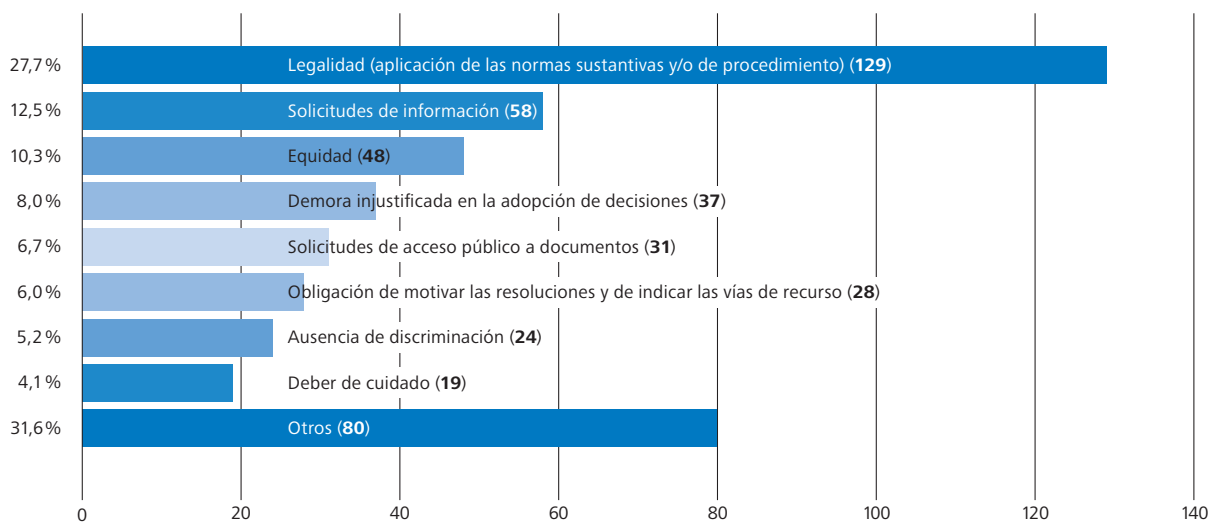 27,7 % Legalidad (aplicación de las normas sustantivas y/o de procedimiento) (129)
12,5 % Solicitudes de información (58)
10,3 % Equidad (48)
8,0 % Demora injustificada en la adopción de decisiones (37)
6,7 % Solicitudes de acceso público a documentos (31)
6,0 % Obligación de motivar las resoluciones y de indicar las vías de recurso (28)
5,2 % Ausencia de discriminación (24)
4,1 % Deber de cuidado (19)
31,6 % Otros (80)
0 20 40 60 80 100 120 140